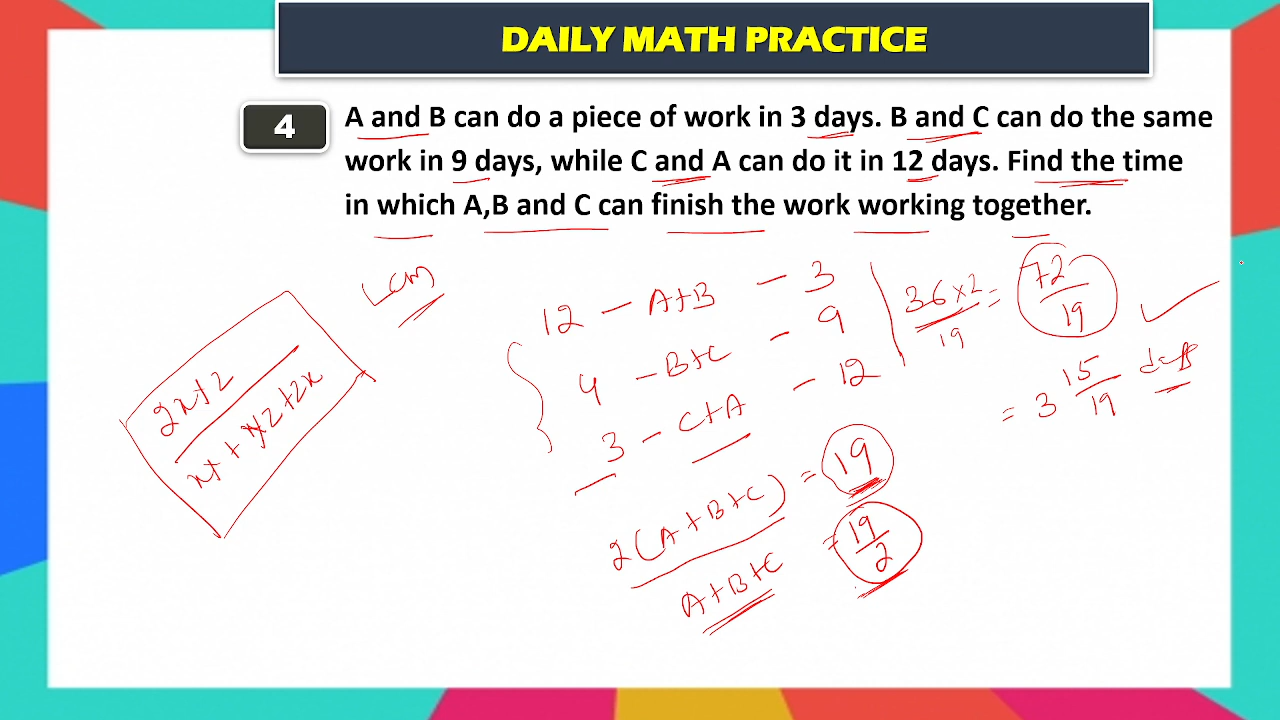 DAILY MATH PRACTICE
4
A and B can do a piece of work in 3 days. B and C can do the same
work in 9 days, while C and A can do it in 12 days. Find the time
in which A,B and C can finish the work working together.
LCM
12 — A+B — 3
4 — B+C — 9
3 — C+A — 12
2(A+B+C) = 19
A+B+C = 19/2
36×2/19 = 72/19
= 3 15/19 days